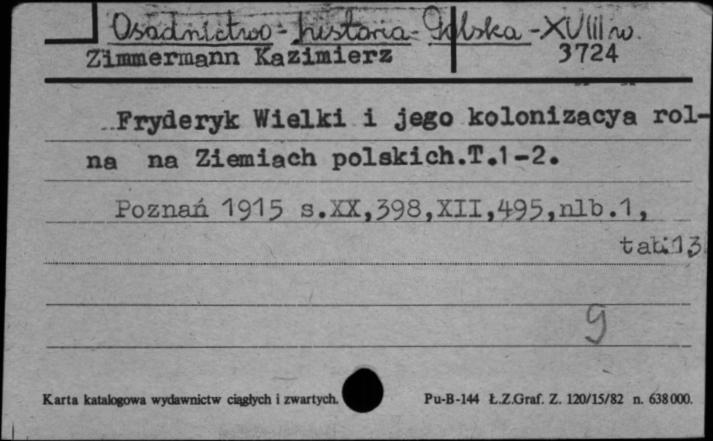 Osadnictwo - historia - Polska - XVIII w.
Zimmermann Kazimierz 3724
Fryderyk Wielki i jego kolonizacya rol-
na na Ziemiach polskich.T.1-2.
Poznań 1915 s.XX,398,XII,495,nlb.1,
tab.13
9
Karta katalogowa wydawnictw ciągłych i zwartych. Pu-B-144 Ł.Z.Graf. Z. 120/15/82 n. 638000.